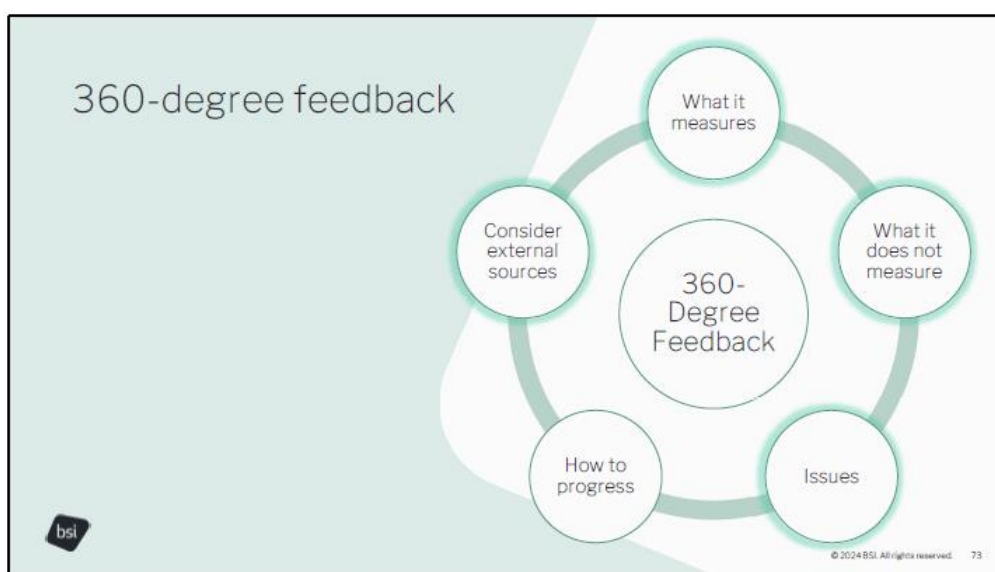 360-degree feedback
What it
measures
Consider
external
sources
What it
does not
measure
360-
Degree
Feedback
How to
progress
Issues
bsi
© 2024 BSI. All rights reserved. 73